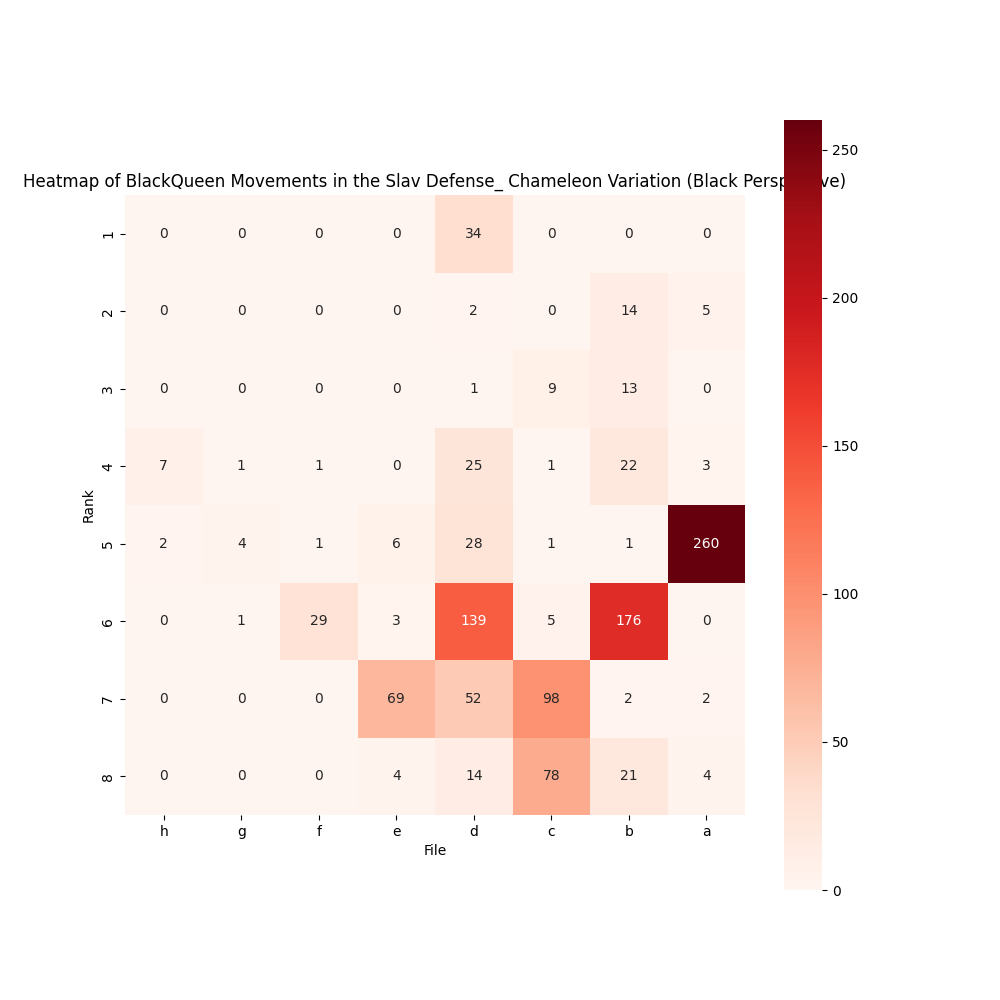 Heatmap of BlackQueen Movements in the Slav Defense_ Chameleon Variation (Black Persp ve)
250
200
150
100
50
0
Rank
1 0 0 0 0 34 0 0 0
2 0 0 0 0 2 0 14 5
3 0 0 0 0 1 9 13 0
4 7 1 1 0 25 1 22 3
5 2 4 1 6 28 1 1 260
6 0 1 29 3 139 5 176 0
7 0 0 0 69 52 98 2 2
8 0 0 0 4 14 78 21 4
h g f e d c b a
File